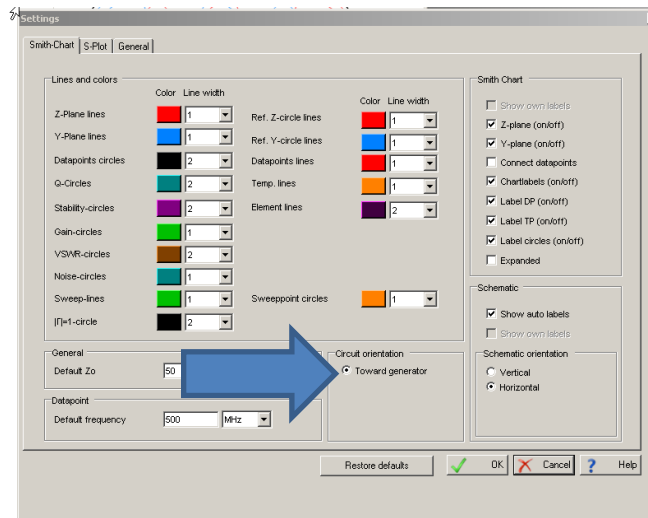 Settings
Smith-Chart S-Plot General
Lines and colors
Color Line width
Z-Plane lines 1
Y-Plane lines 1
Datapoints circles 2
Q-Circles 2
Stability-circles 2
Gain-circles 1
VSWR-circles 2
Noise-circles 1
Sweep-lines 1
|Γ|=1-circle 2
Color Line width
Ref. Z-circle lines 1
Ref. Y-circle lines 1
Datapoints lines 1
Temp. lines 1
Element lines 2
Sweeppoint circles 1
Smith Chart
Show own labels
Z-plane (on/off)
Y-plane (on/off)
Connect datapoints
Chartlabels (on/off)
Label DP (on/off)
Label TP (on/off)
Label circles (on/off)
Expanded
Schematic
Show auto labels
Show own labels
Schematic orientation
Vertical
Horizontal
General
Default Zo 50
Datapoint
Default frequency 500 MHz
Circuit orientation
Toward generator
Restore defaults OK Cancel ? Help